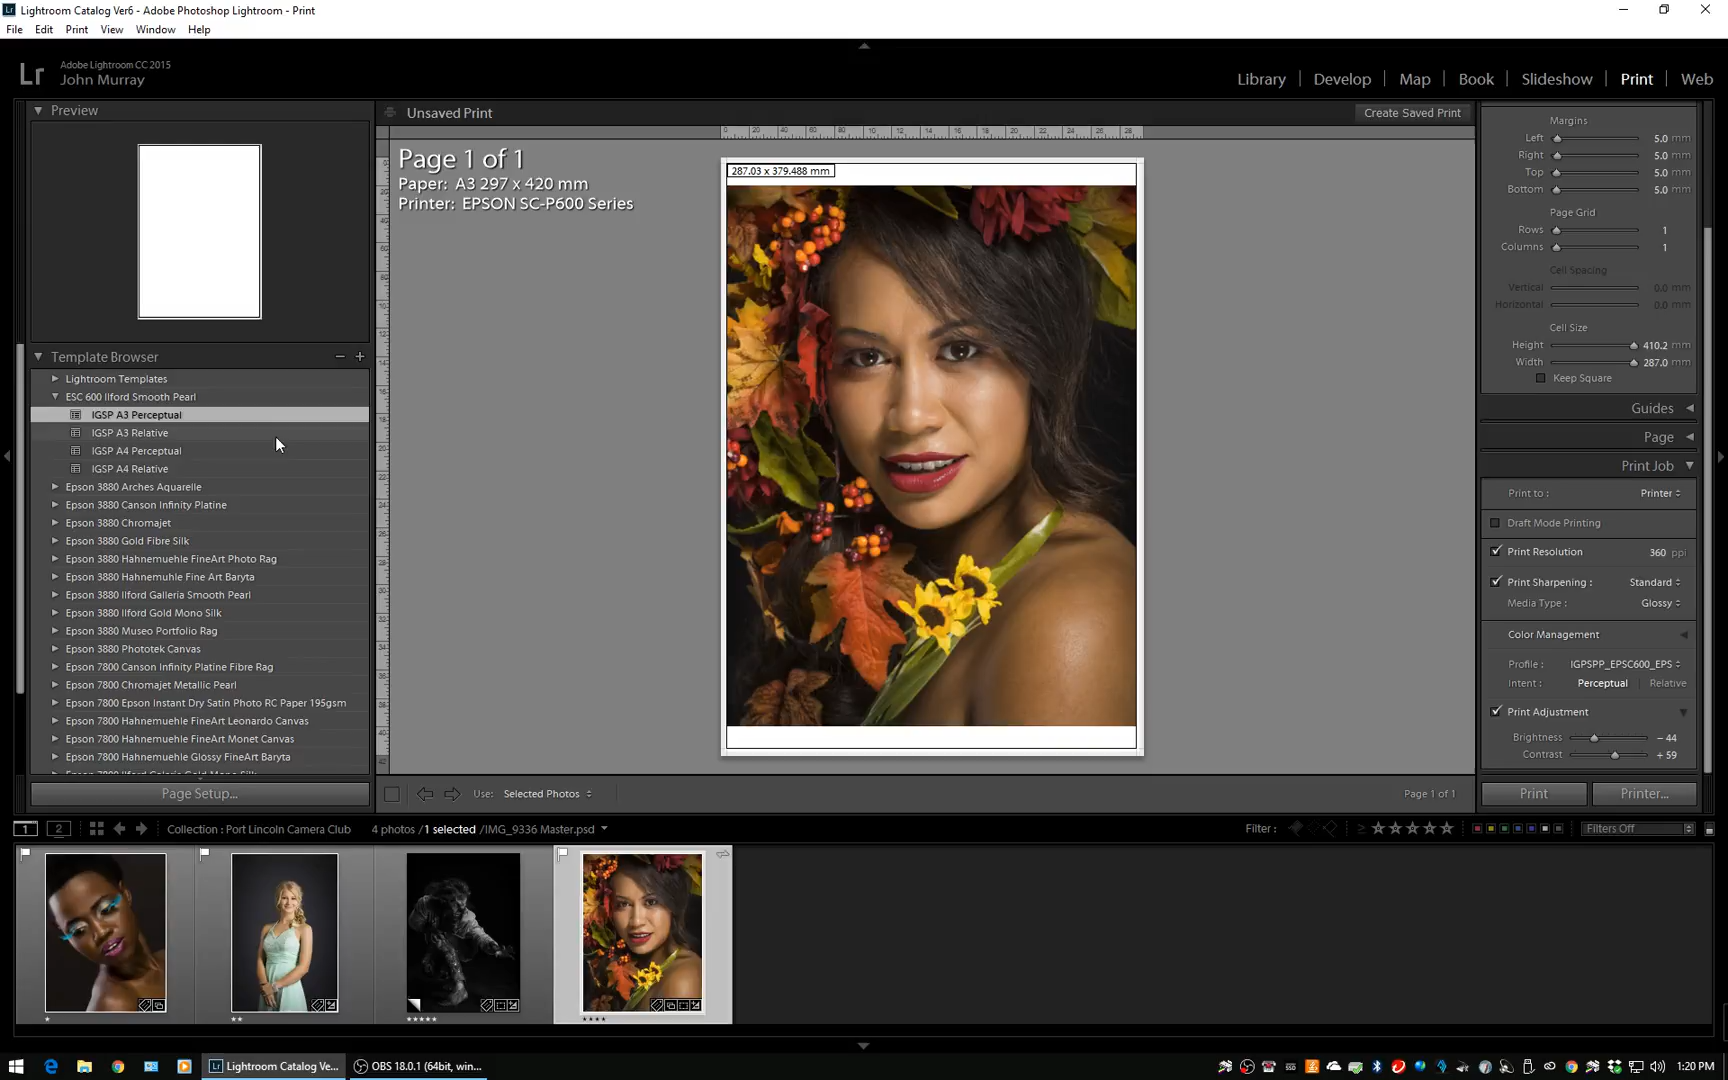 Lightroom Catalog Ver6 - Adobe Photoshop Lightroom - Print
File Edit Print View Window Help
Lr Adobe Lightroom CC 2015
John Murray
Library | Develop | Map | Book | Slideshow | Print | Web
Preview
Template Browser
Lightroom Templates
ESC 600 Ilford Smooth Pearl
IGSP A3 Perceptual
IGSP A3 Relative
IGSP A4 Perceptual
IGSP A4 Relative
Epson 3880 Arches Aquarelle
Epson 3880 Canson Infinity Platine
Epson 3880 Chromajet
Epson 3880 Gold Fibre Silk
Epson 3880 Hahnemuehle FineArt Photo Rag
Epson 3880 Hahnemuhle Fine Art Baryta
Epson 3880 Ilford Galleria Smooth Pearl
Epson 3880 Ilford Gold Mono Silk
Epson 3880 Museo Portfolio Rag
Epson 3880 Phototek Canvas
Epson 7800 Canson Infinity Platine Fibre Rag
Epson 7800 Chromajet Metallic Pearl
Epson 7800 Epson Instant Dry Satin Photo RC Paper 195gsm
Epson 7800 Hahnemuehle FineArt Leonardo Canvas
Epson 7800 Hahnemuehle FineArt Monet Canvas
Epson 7800 Hahnemuehle Glossy FineArt Baryta
Page Setup...
Unsaved Print
Create Saved Print
Page 1 of 1
Paper: A3 297 x 420 mm
Printer: EPSON SC-P600 Series
287.03 x 379.488 mm
Use: Selected Photos
Page 1 of 1
Margins
Left 5.0 mm
Right 5.0 mm
Top 5.0 mm
Bottom 5.0 mm
Page Grid
Rows 1
Columns 1
Cell Spacing
Vertical 0.0 mm
Horizontal 0.0 mm
Cell Size
Height 410.2 mm
Width 287.0 mm
Keep Square
Guides
Page
Print Job
Print to : Printer
Draft Mode Printing
Print Resolution 360 ppi
Print Sharpening : Standard
Media Type : Glossy
Color Management
Profile : IGPSPP_EPSC600_EPS
Intent : Perceptual Relative
Print Adjustment
Brightness - 44
Contrast + 59
Print Printer...
1 2 Collection : Port Lincoln Camera Club 4 photos / 1 selected / IMG_9336 Master.psd
Filter : Filters Off
Lightroom Catalog Ve... OBS 18.0.1 (64bit, win... 1:20 PM